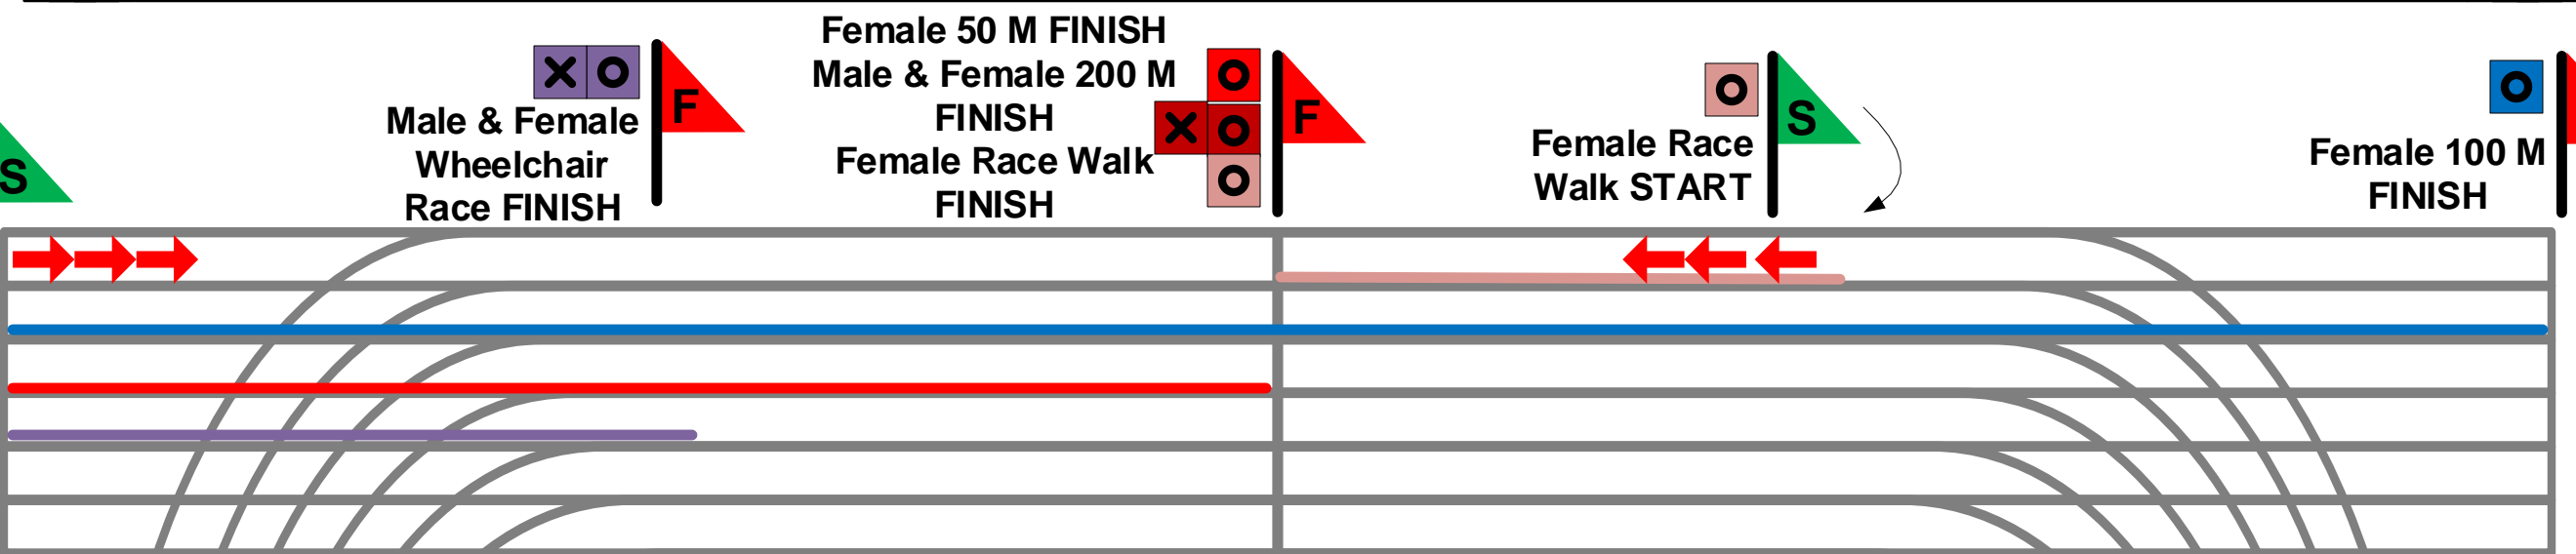 S
X O
F
Male & Female
Wheelchair
Race FINISH
Female 50 M FINISH
Male & Female 200 M
FINISH
Female Race Walk
FINISH
O
X O
O
F
O
S
Female Race
Walk START
O
Female 100 M
FINISH